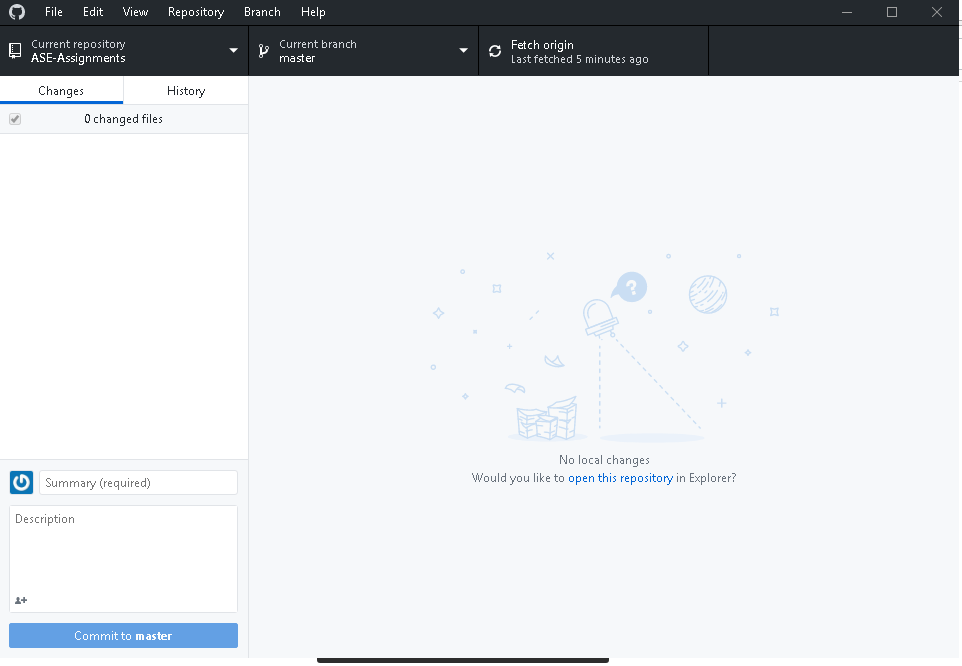 File Edit View Repository Branch Help
Current repository
ASE-Assignments
Current branch
master
Fetch origin
Last fetched 5 minutes ago
Changes
History
0 changed files
?
No local changes
Would you like to open this repository in Explorer?
Summary (required)
Description
Commit to master